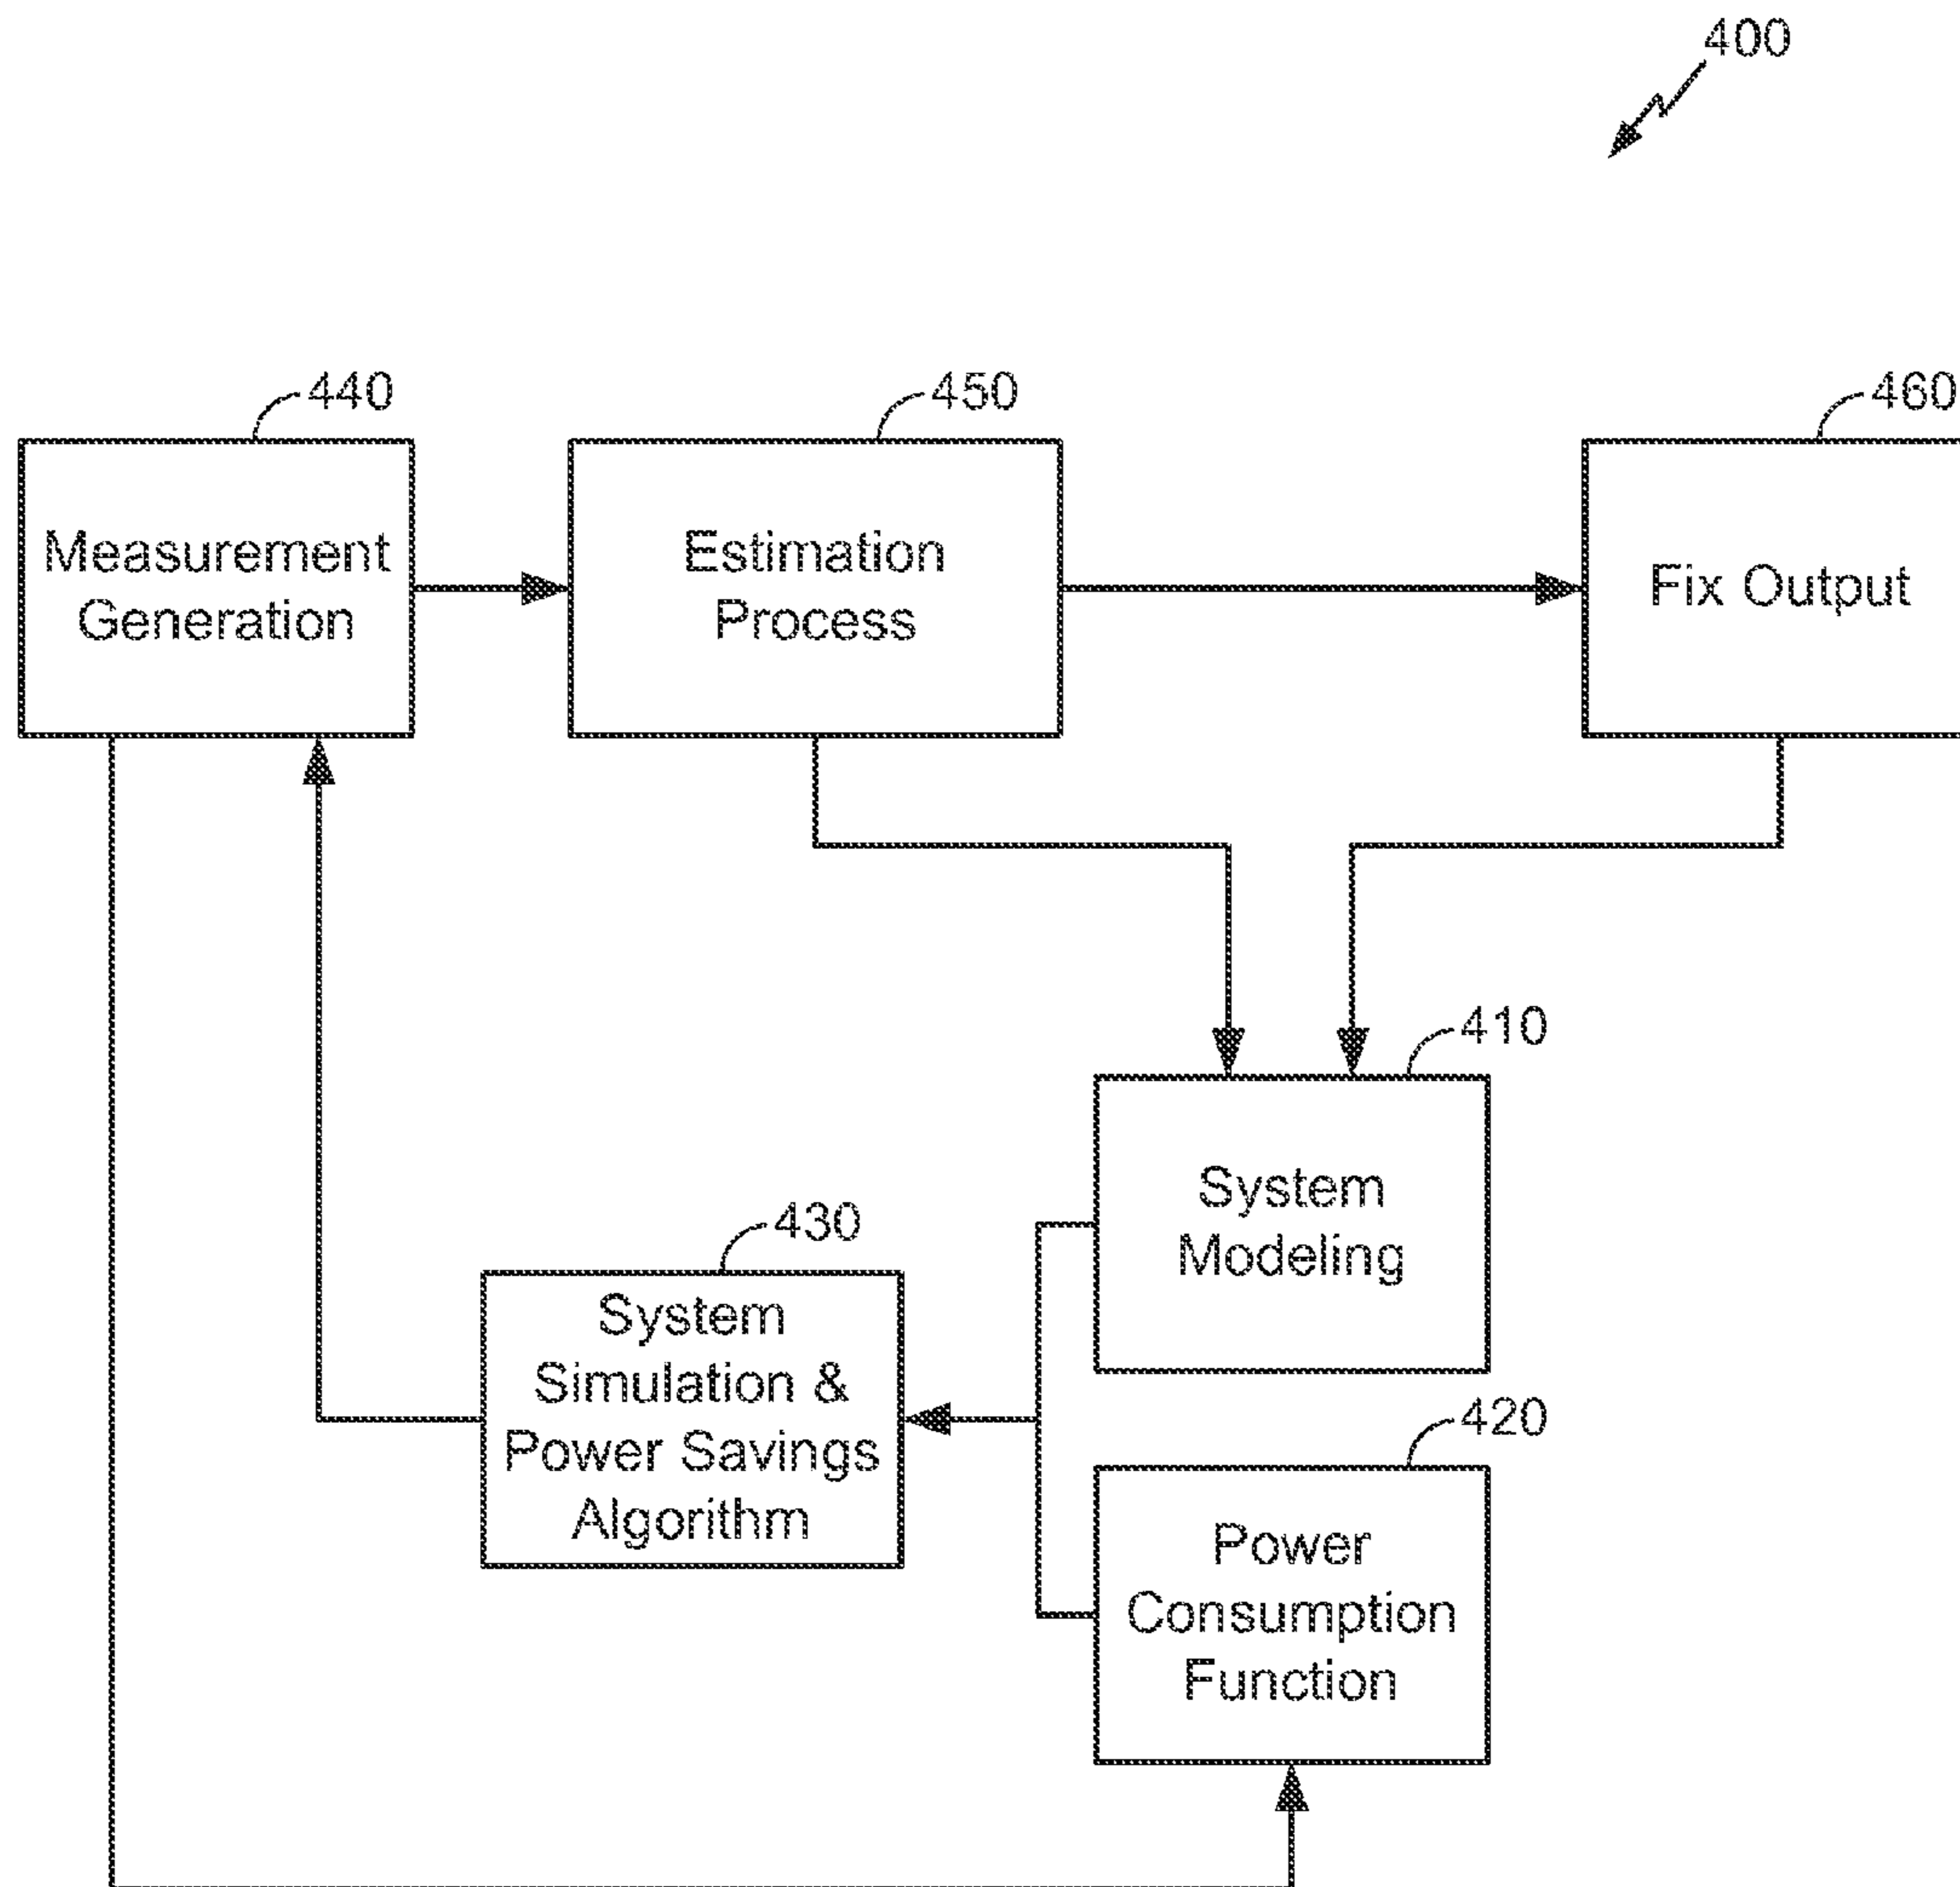 400
440
450
460
Measurement
Generation
Estimation
Process
Fix Output
410
System
Modeling
430
System
Simulation &
Power Savings
Algorithm
420
Power
Consumption
Function